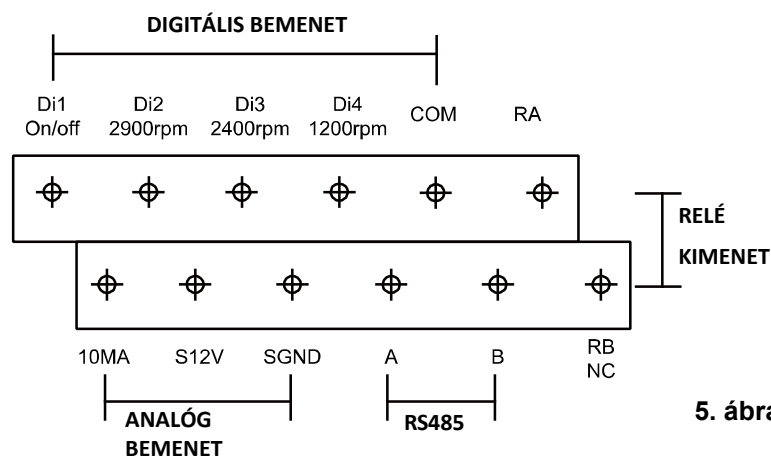 DIGITÁLIS BEMENET
Di1 Di2 Di3 Di4 COM RA
On/off 2900rpm 2400rpm 1200rpm
RELÉ
KIMENET
10MA S12V SGND A B RB
NC
ANALÓG
BEMENET
RS485
5. ábra